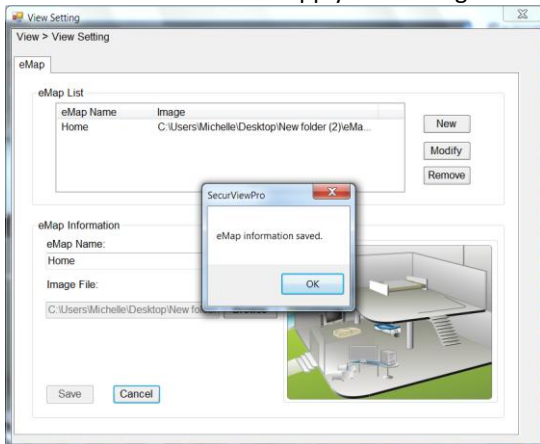 View Setting
View > View Setting
eMap
eMap List
eMap Name Image
Home C:\Users\Michelle\Desktop\New folder (2)\eMa...
New
Modify
Remove
SecurViewPro
eMap information saved.
OK
eMap Information
eMap Name:
Home
Image File:
C:\Users\Michelle\Desktop\New fol
Save Cancel